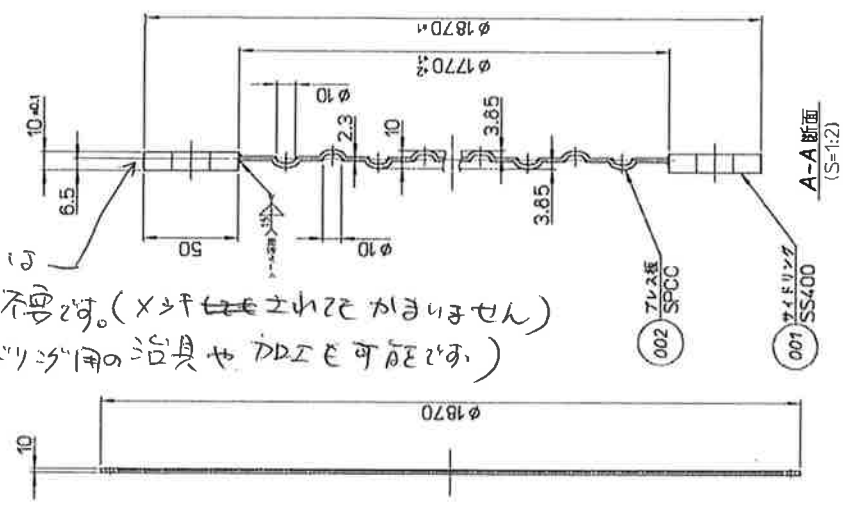 φ1870±1
φ1770+2+1
φ10
10±0.1
6.5
2.3
10
3.85
3.85
50
φ10
A-A断面
(S=1:2)
は
不要です。(メッキされてもかまいません)
グ用の治具や加工も可能です。)
002
プレス板
SPCC
001
サイドリング
SS400
φ1870
10